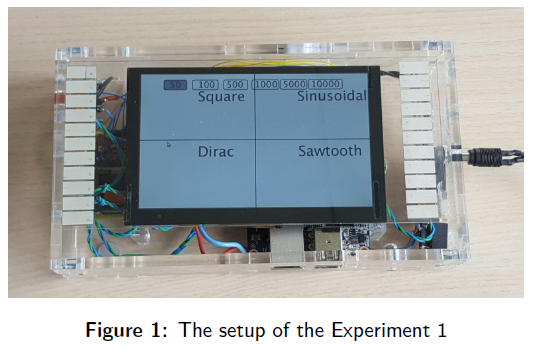 50 100 500 1000 5000 10000
Square Sinusoidal
Dirac Sawtooth
Figure 1: The setup of the Experiment 1